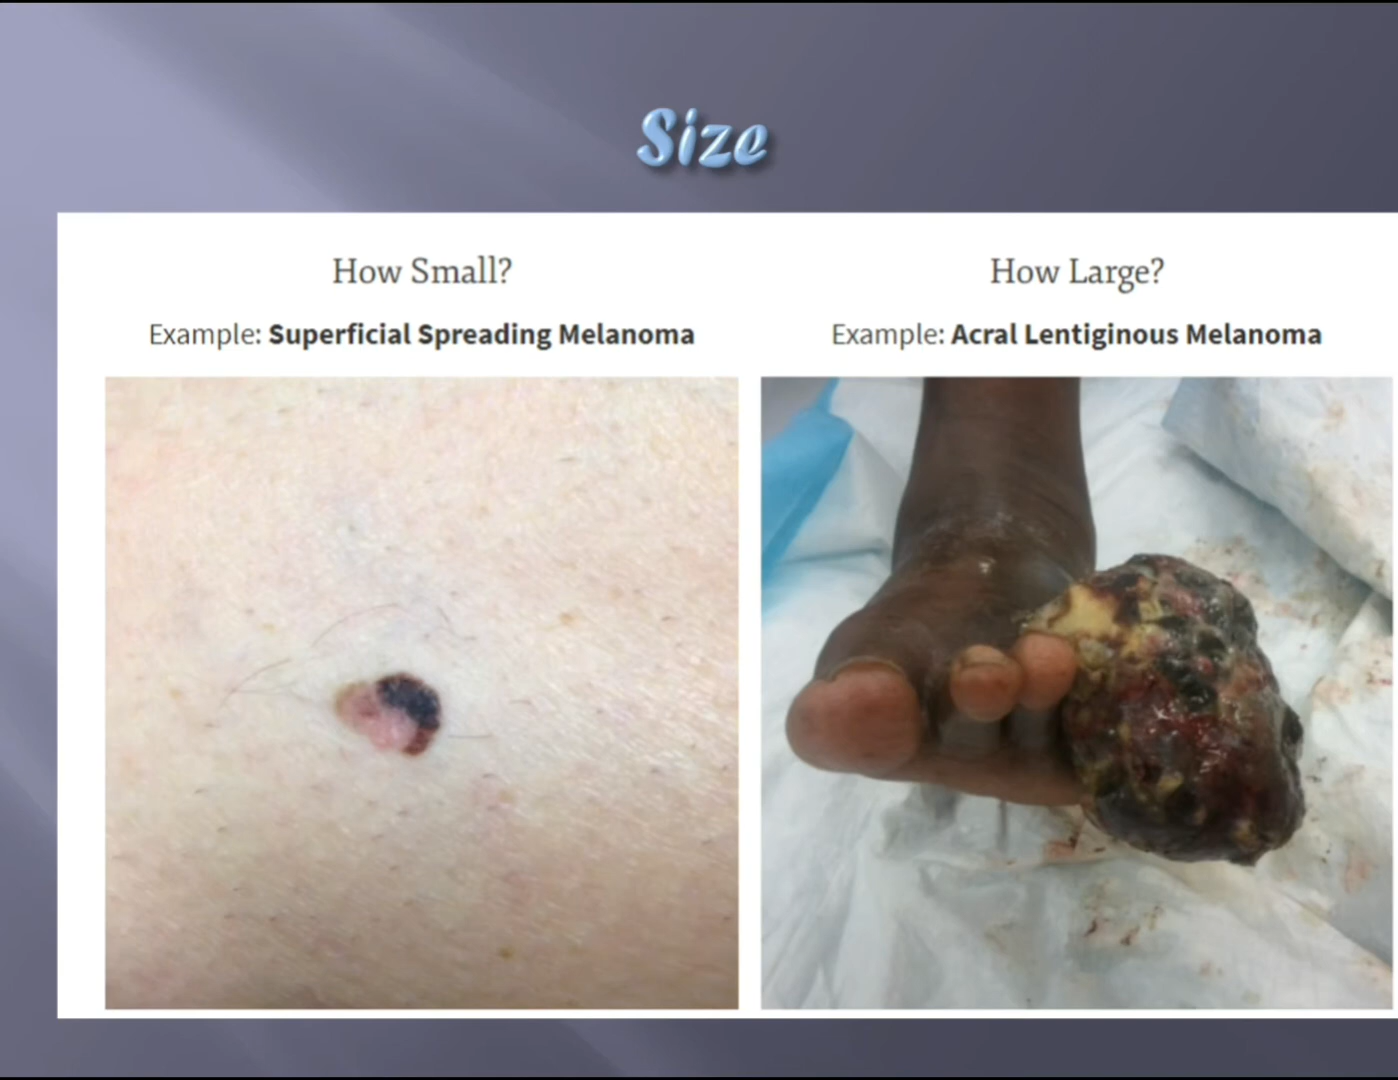 Size
How Small?
Example: Superficial Spreading Melanoma
How Large?
Example: Acral Lentiginous Melanoma